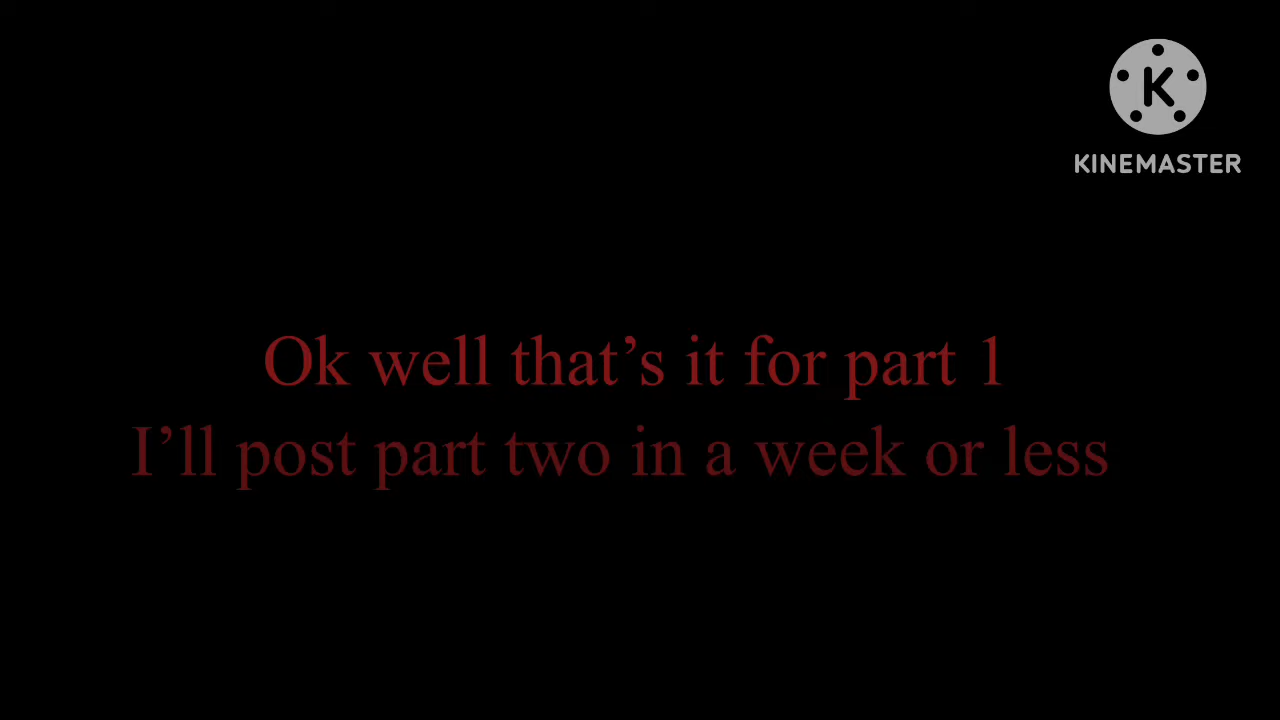 K
KINEMASTER
Ok well that’s it for part 1
I’ll post part two in a week or less